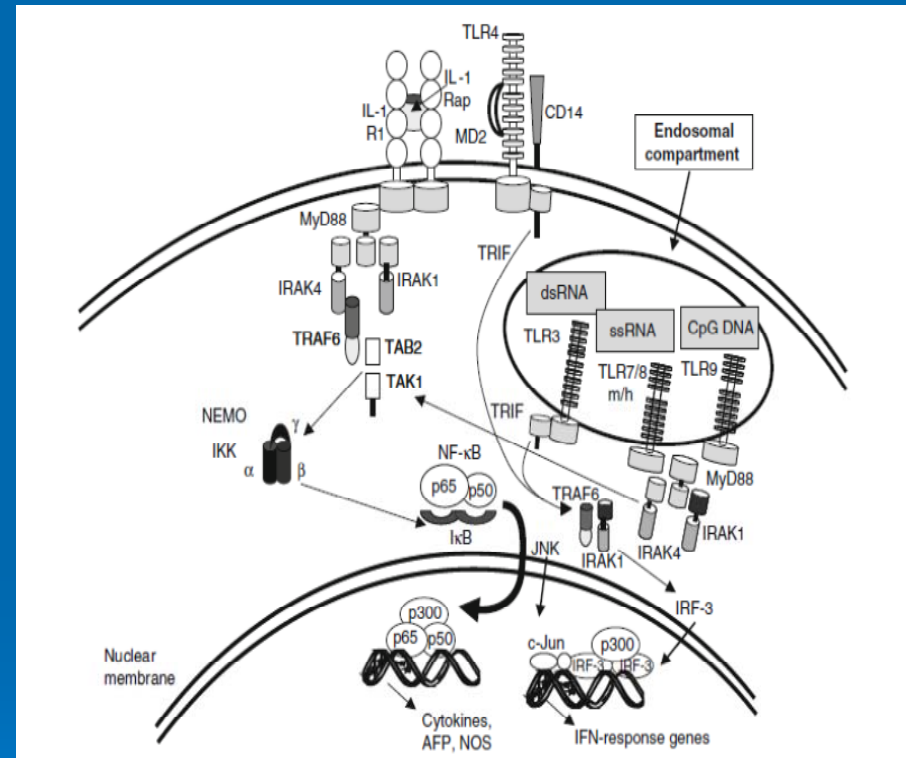 TLR4
IL-1
Rap
IL-1
R1
MD2
CD14
Endosomal
compartment
MyD88
TRIF
IRAK4
IRAK1
dsRNA
ssRNA
CpG DNA
TRAF6
TAB2
TLR3
TLR7/8
m/h
TLR9
TAK1
NEMO
IKK
γ
α
β
TRIF
NF-κB
p65
p50
IκB
MyD88
TRAF6
IRAK1
IRAK4
IRAK1
JNK
IRF-3
p300
p65
p50
c-Jun
p300
IRF-3
IRF-3
Nuclear
membrane
Cytokines,
AFP, NOS
IFN-response genes